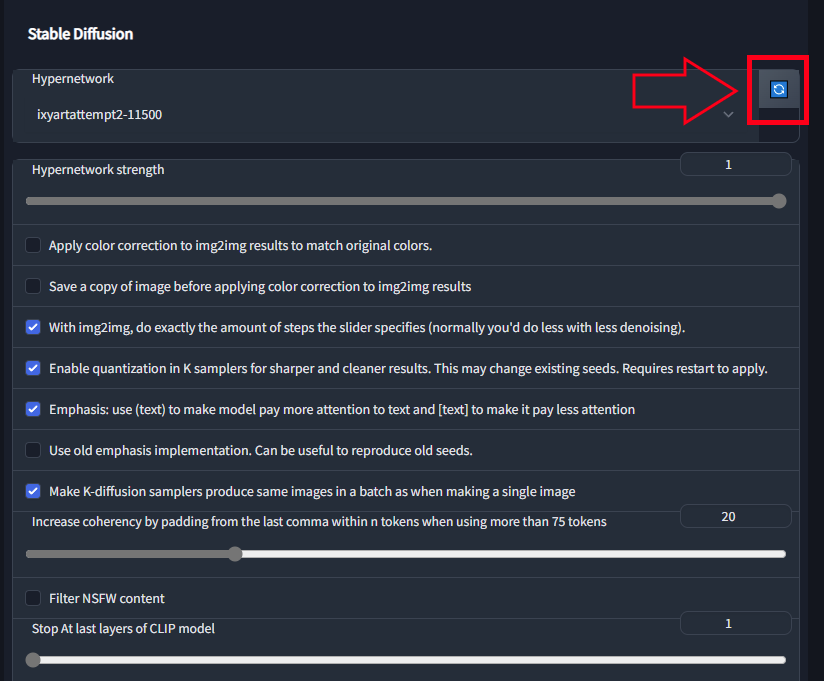 Stable Diffusion
Hypernetwork
ixyartattempt2-11500
Hypernetwork strength
1
Apply color correction to img2img results to match original colors.
Save a copy of image before applying color correction to img2img results
With img2img, do exactly the amount of steps the slider specifies (normally you'd do less with less denoising).
Enable quantization in K samplers for sharper and cleaner results. This may change existing seeds. Requires restart to apply.
Emphasis: use (text) to make model pay more attention to text and [text] to make it pay less attention
Use old emphasis implementation. Can be useful to reproduce old seeds.
Make K-diffusion samplers produce same images in a batch as when making a single image
Increase coherency by padding from the last comma within n tokens when using more than 75 tokens
20
Filter NSFW content
Stop At last layers of CLIP model
1